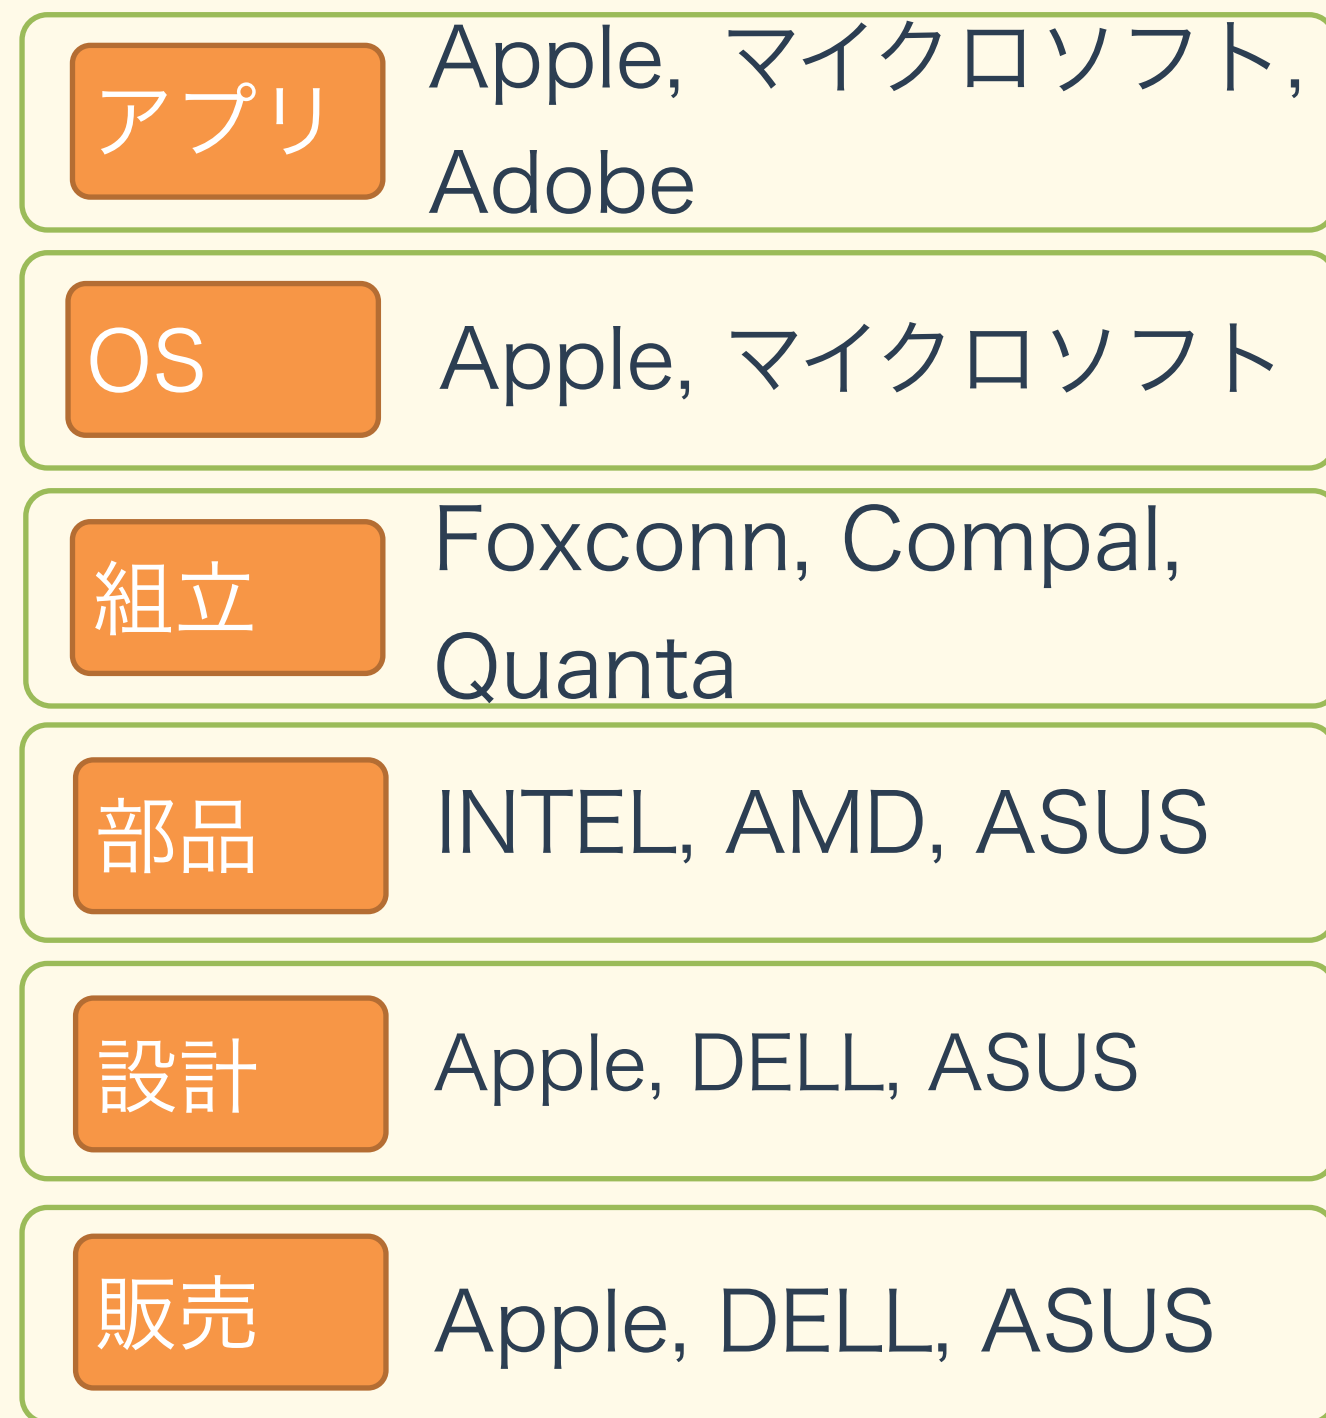 アプリ
Apple, マイクロソフト,
Adobe
OS
Apple, マイクロソフト
組立
Foxconn, Compal,
Quanta
部品
INTEL, AMD, ASUS
設計
Apple, DELL, ASUS
販売
Apple, DELL, ASUS